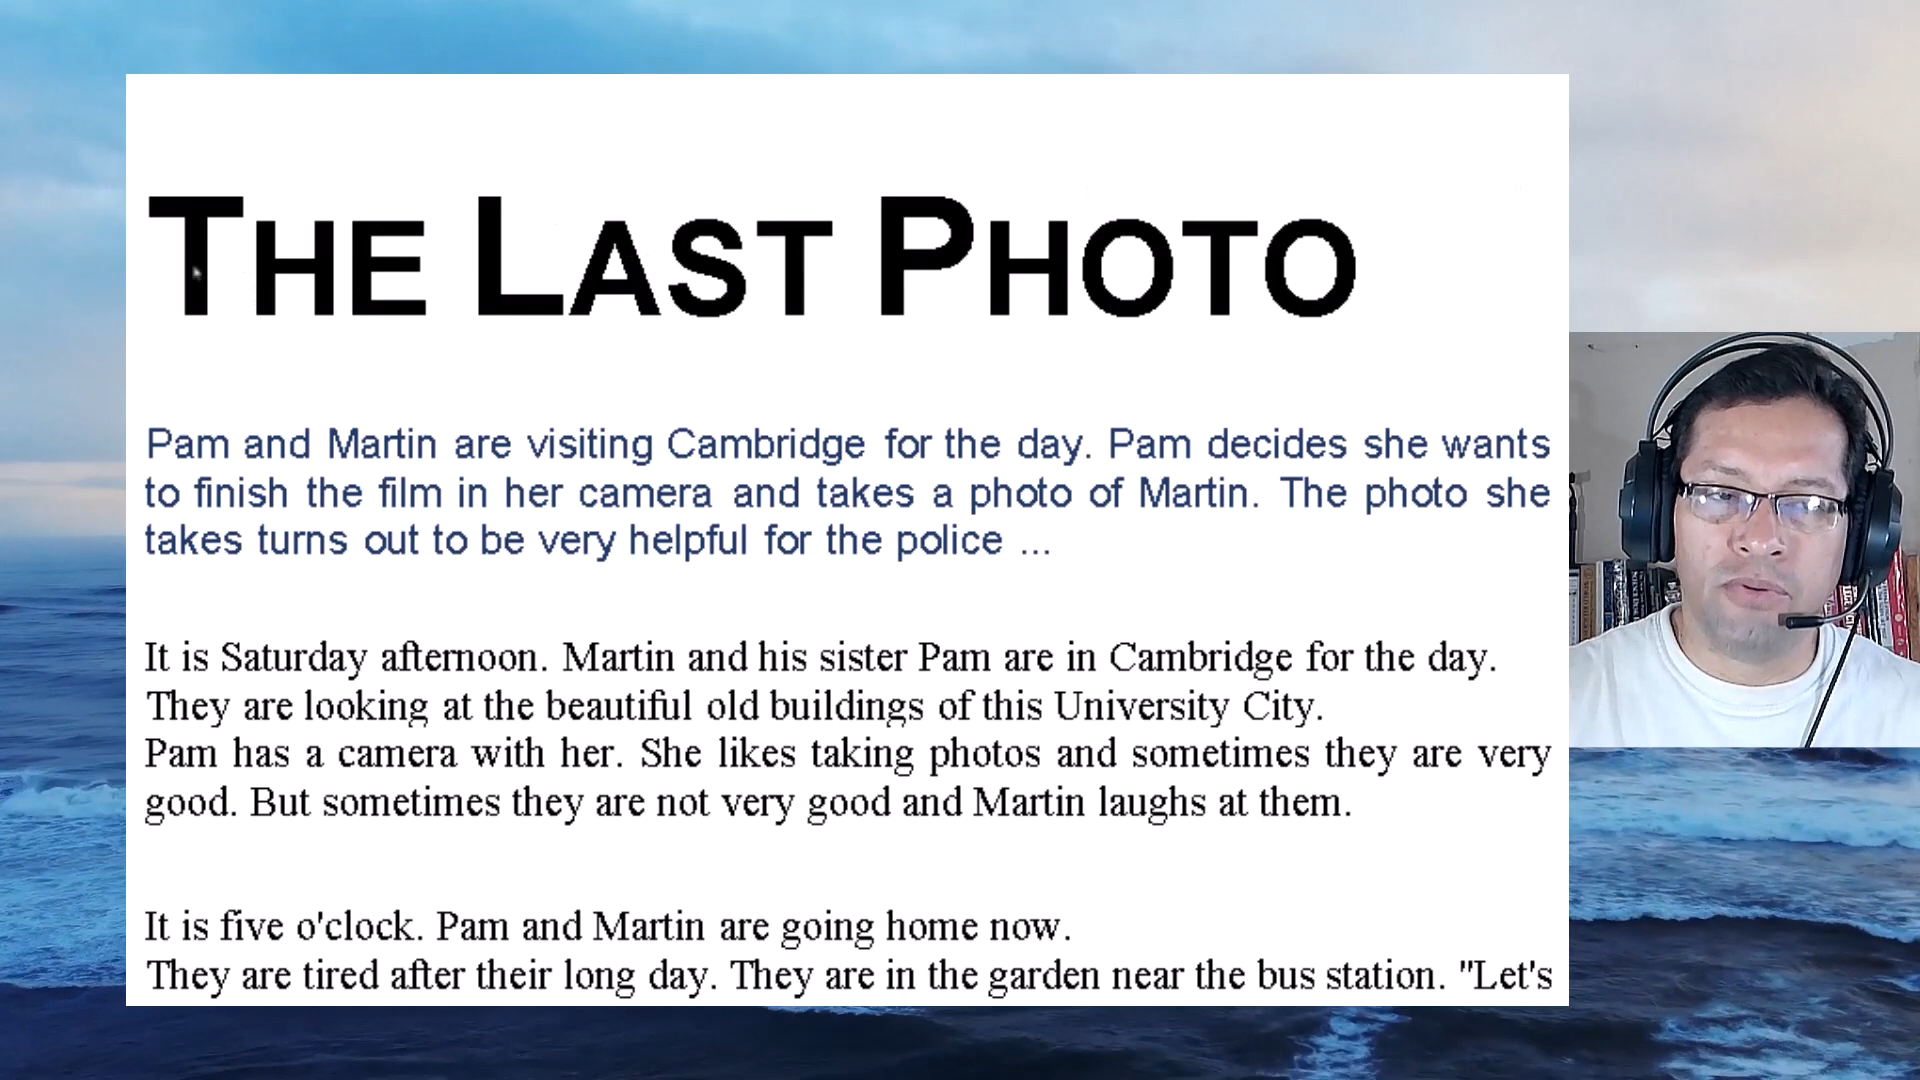 THE LAST PHOTO
Pam and Martin are visiting Cambridge for the day. Pam decides she wants
to finish the film in her camera and takes a photo of Martin. The photo she
takes turns out to be very helpful for the police ...
It is Saturday afternoon. Martin and his sister Pam are in Cambridge for the day.
They are looking at the beautiful old buildings of this University City.
Pam has a camera with her. She likes taking photos and sometimes they are very
good. But sometimes they are not very good and Martin laughs at them.
It is five o'clock. Pam and Martin are going home now.
They are tired after their long day. They are in the garden near the bus station. "Let's